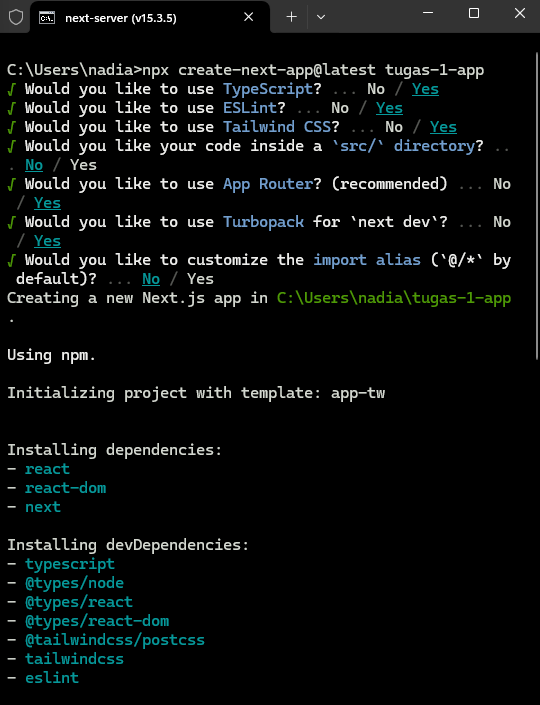 next-server (v15.3.5)
C:\Users\nadia>npx create-next-app@latest tugas-1-app
√ Would you like to use TypeScript? ... No / Yes
√ Would you like to use ESLint? ... No / Yes
√ Would you like to use Tailwind CSS? ... No / Yes
√ Would you like your code inside a `src/` directory? ..
. No / Yes
√ Would you like to use App Router? (recommended) ... No
/ Yes
√ Would you like to use Turbopack for `next dev`? ... No
/ Yes
√ Would you like to customize the import alias (`@/*` by
default)? ... No / Yes
Creating a new Next.js app in C:\Users\nadia\tugas-1-app
.
Using npm.
Initializing project with template: app-tw
Installing dependencies:
- react
- react-dom
- next
Installing devDependencies:
- typescript
- @types/node
- @types/react
- @types/react-dom
- @tailwindcss/postcss
- tailwindcss
- eslint